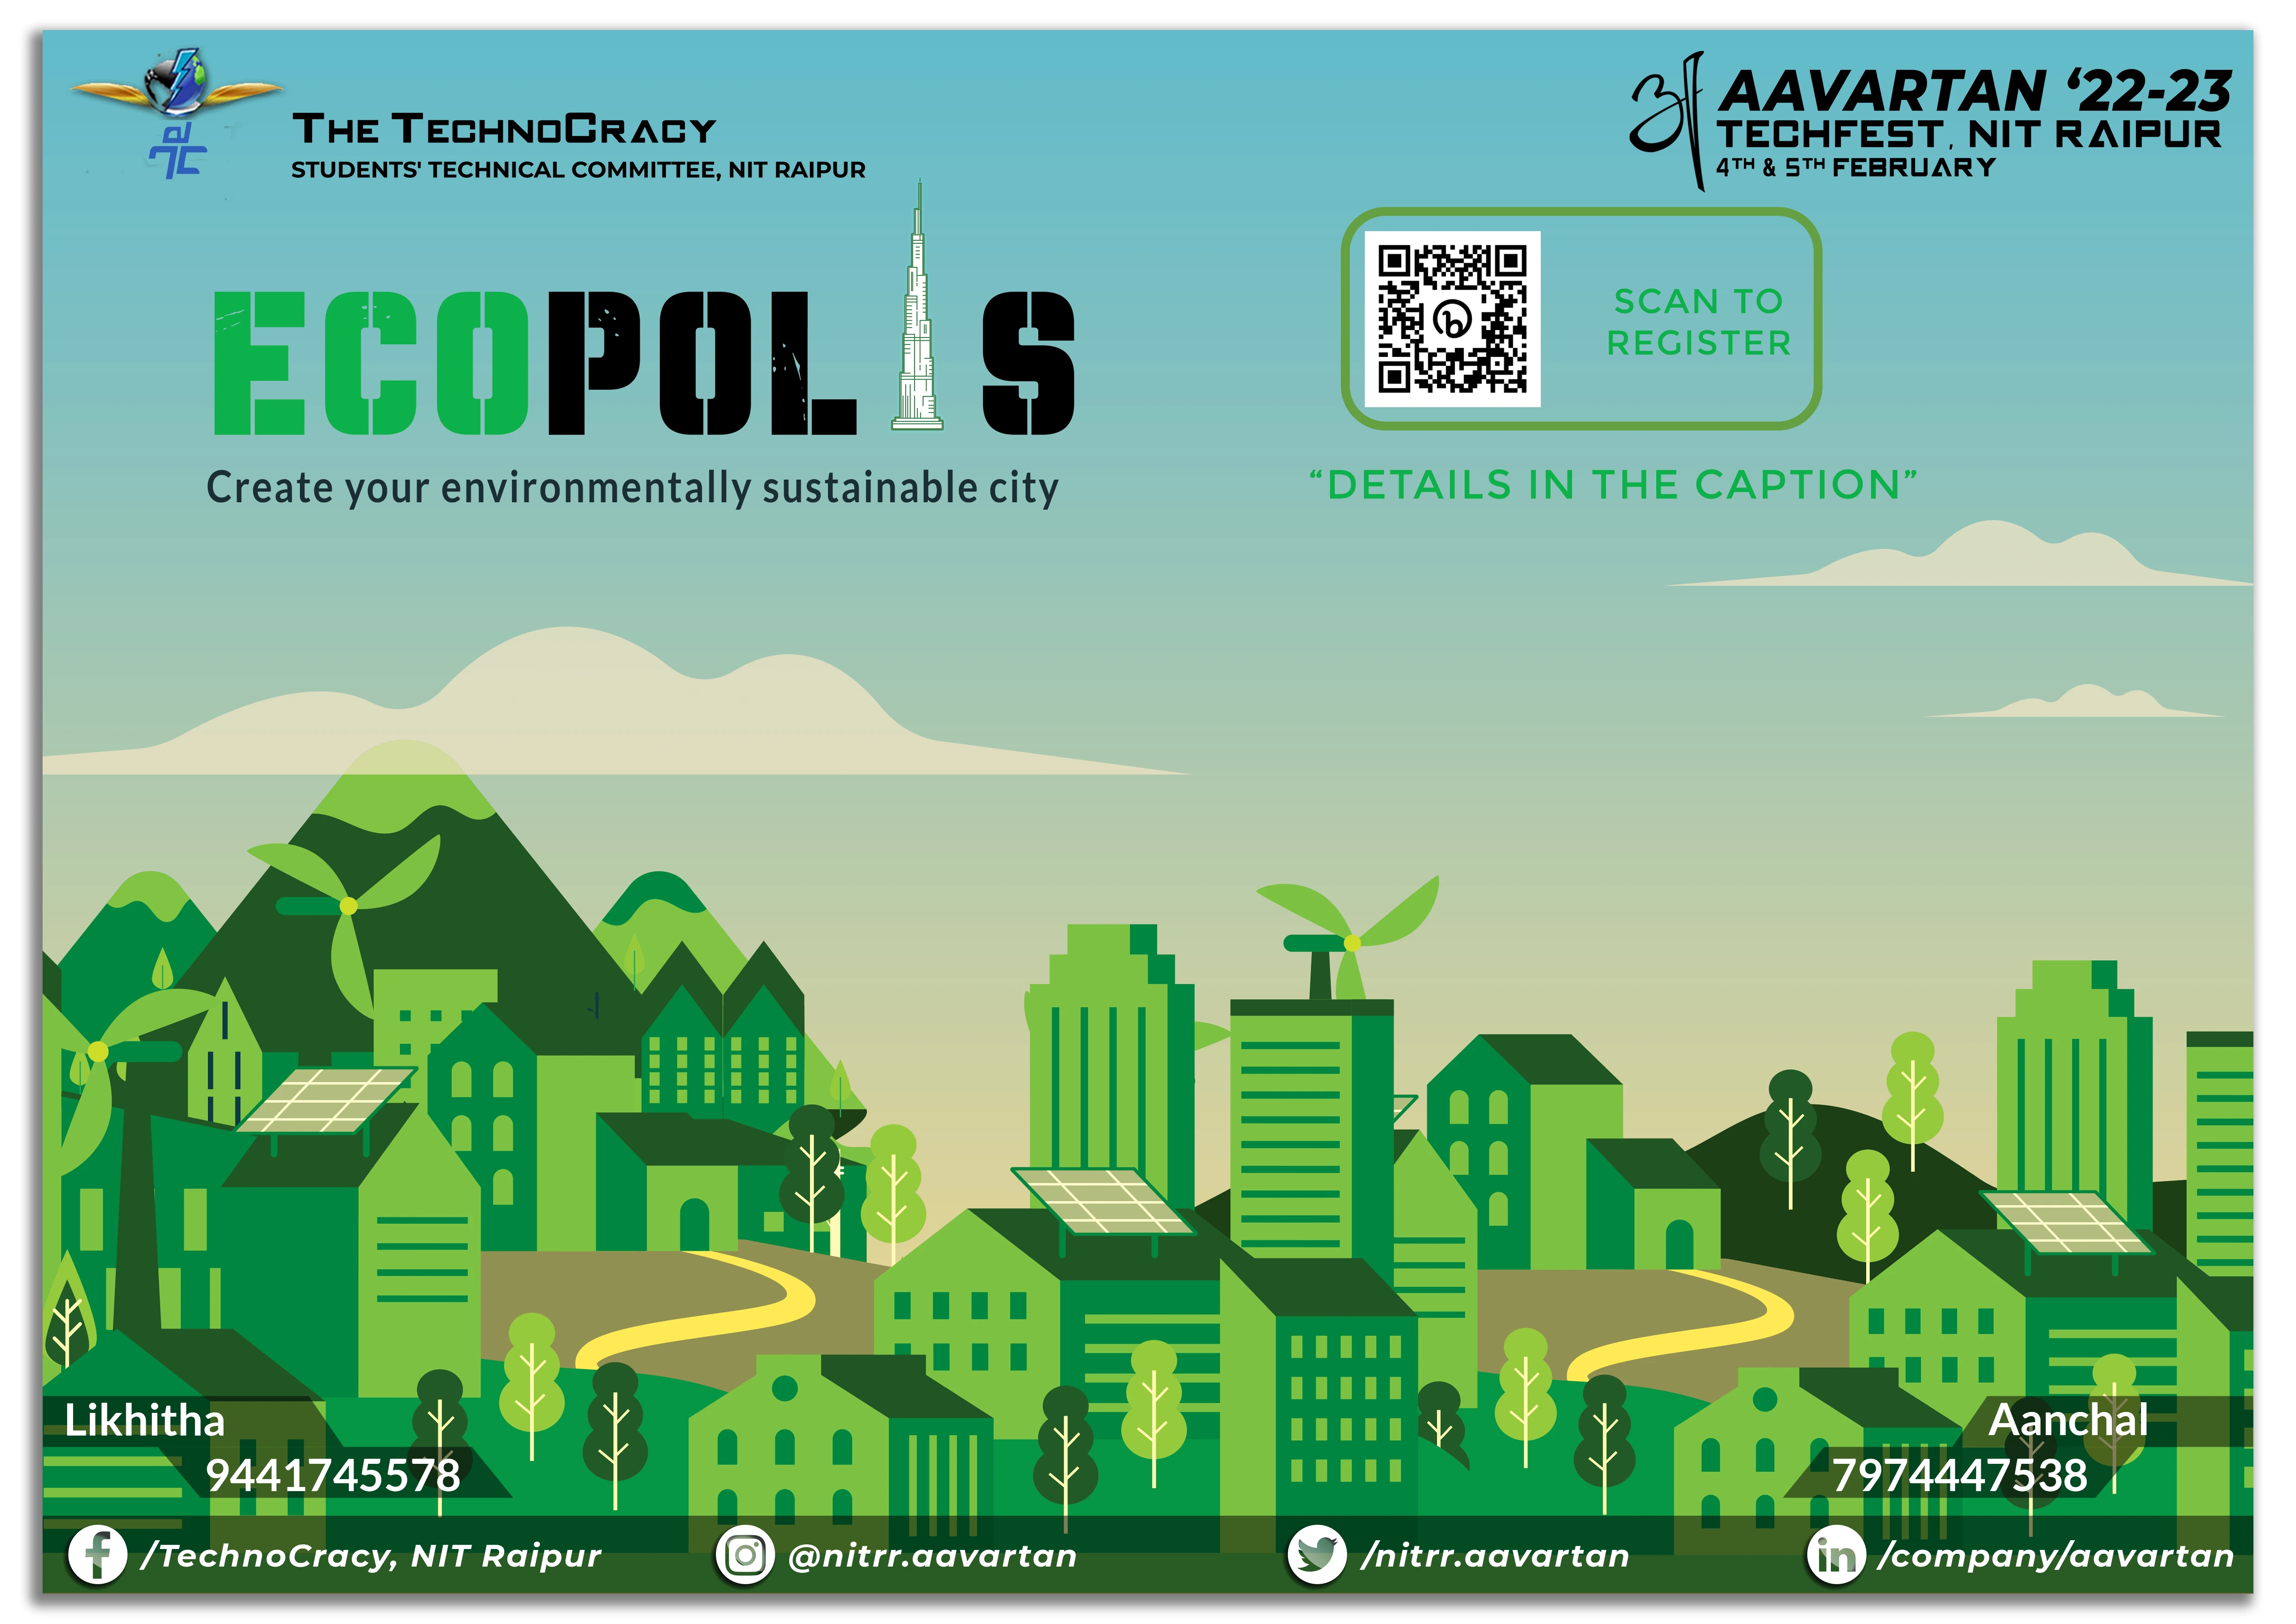 THE TECHNOCRACY
STUDENTS' TECHNICAL COMMITTEE, NIT RAIPUR
AAVARTAN ‘22-23
TECHFEST, NIT RAIPUR
4TH & 5TH FEBRUARY
ECOPOLIS
Create your environmentally sustainable city
SCAN TO
REGISTER
“DETAILS IN THE CAPTION”
Likhitha
9441745578
Aanchal
7974447538
/TechnoCracy, NIT Raipur
@nitrr.aavartan
/nitrr.aavartan
/company/aavartan